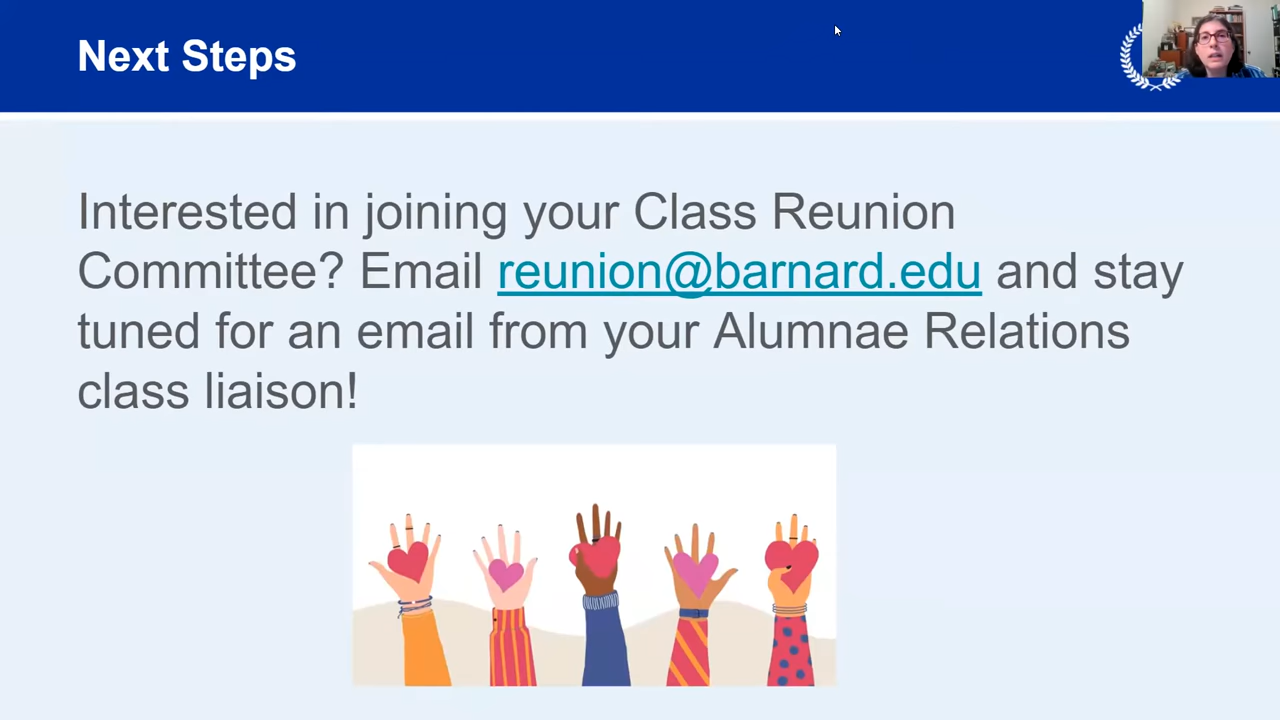 Next Steps
Interested in joining your Class Reunion
Committee? Email reunion@barnard.edu and stay
tuned for an email from your Alumnae Relations
class liaison!